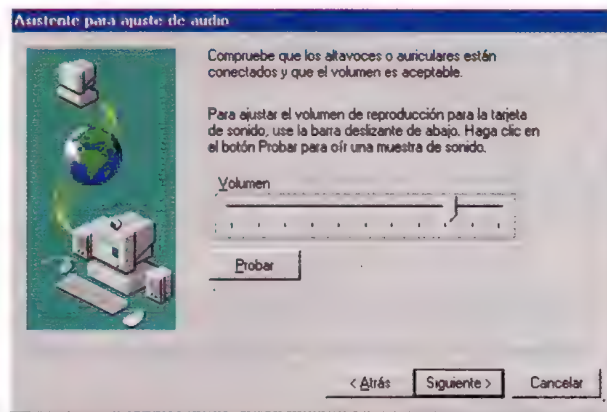 Asistente para ajuste de audio
Compruebe que los altavoces o auriculares están
conectados y que el volumen es aceptable.
Para ajustar el volumen de reproducción para la tarjeta
de sonido, use la barra deslizante de abajo. Haga clic en
el botón Probar para oír una muestra de sonido.
Volumen
Probar
< Atrás
Siguiente >
Cancelar